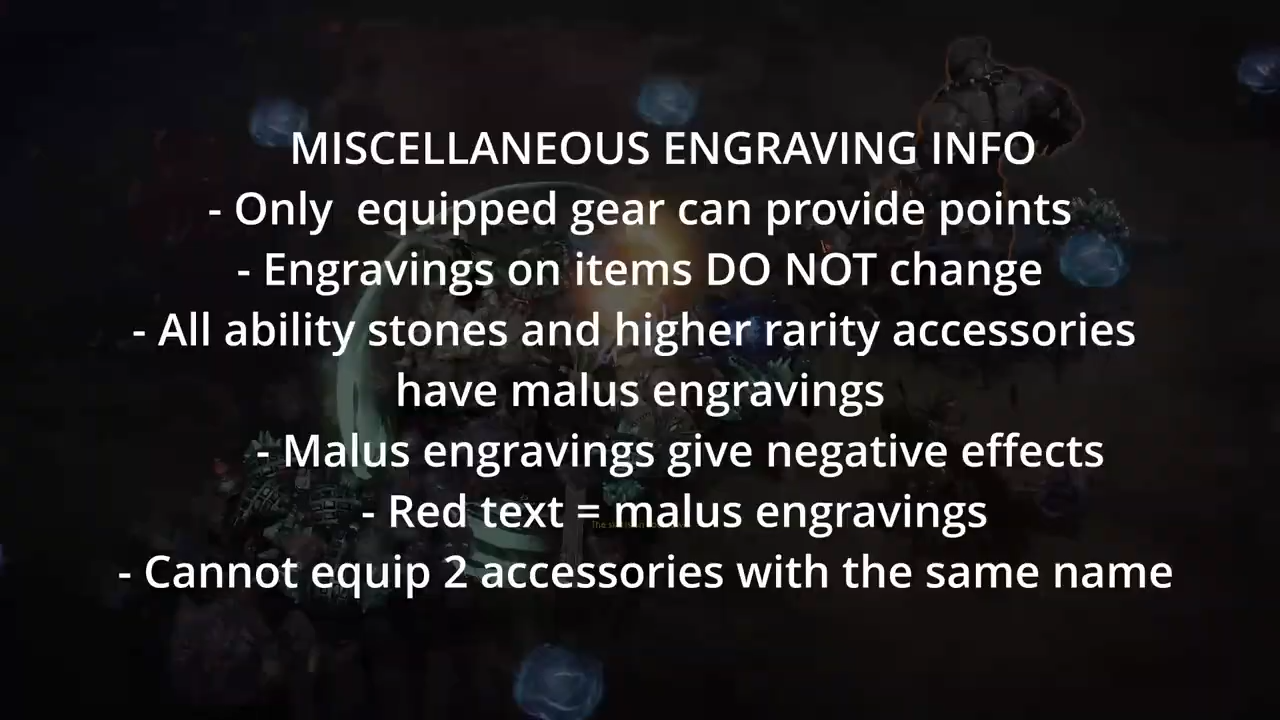 MISCELLANEOUS ENGRAVING INFO
- Only equipped gear can provide points
- Engravings on items DO NOT change
- All ability stones and higher rarity accessories
have malus engravings
- Malus engravings give negative effects
- Red text = malus engravings
- Cannot equip 2 accessories with the same name